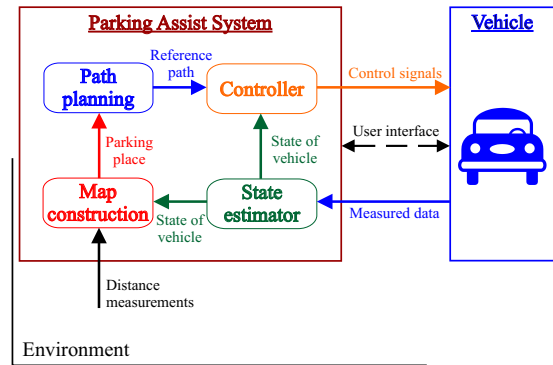 Parking Assist System
Vehicle
Reference
path
Path
planning
Controller
Control signals
Parking
place
State of
vehicle
User interface
Map
construction
State of
vehicle
State
estimator
Measured data
Distance
measurements
Environment